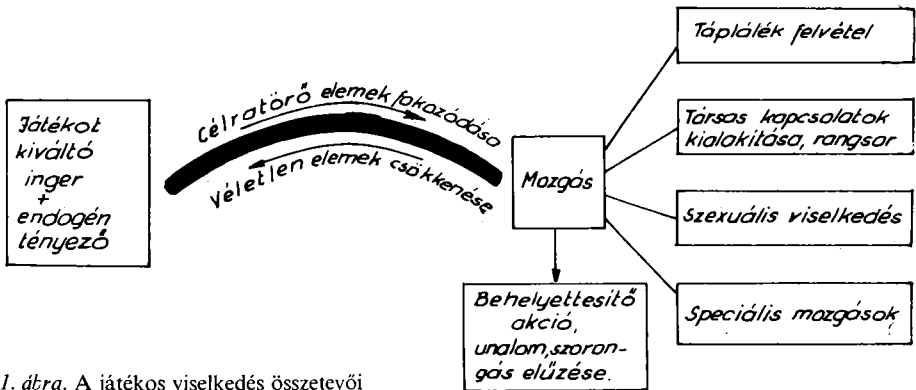 Játékot
kiváltó
inger
+
endogén
tényező
Célratörő elemek fokozódása
Véletlen elemek csökkenése
Mozgás
Behelyettesítő
akció,
unalom, szoron-
gás elűzése.
Táplálék felvétel
Társas kapcsolatok
kialakítása, rangsor
Szexuális viselkedés
Speciális mozgások
1. ábra. A játékos viselkedés összetevői